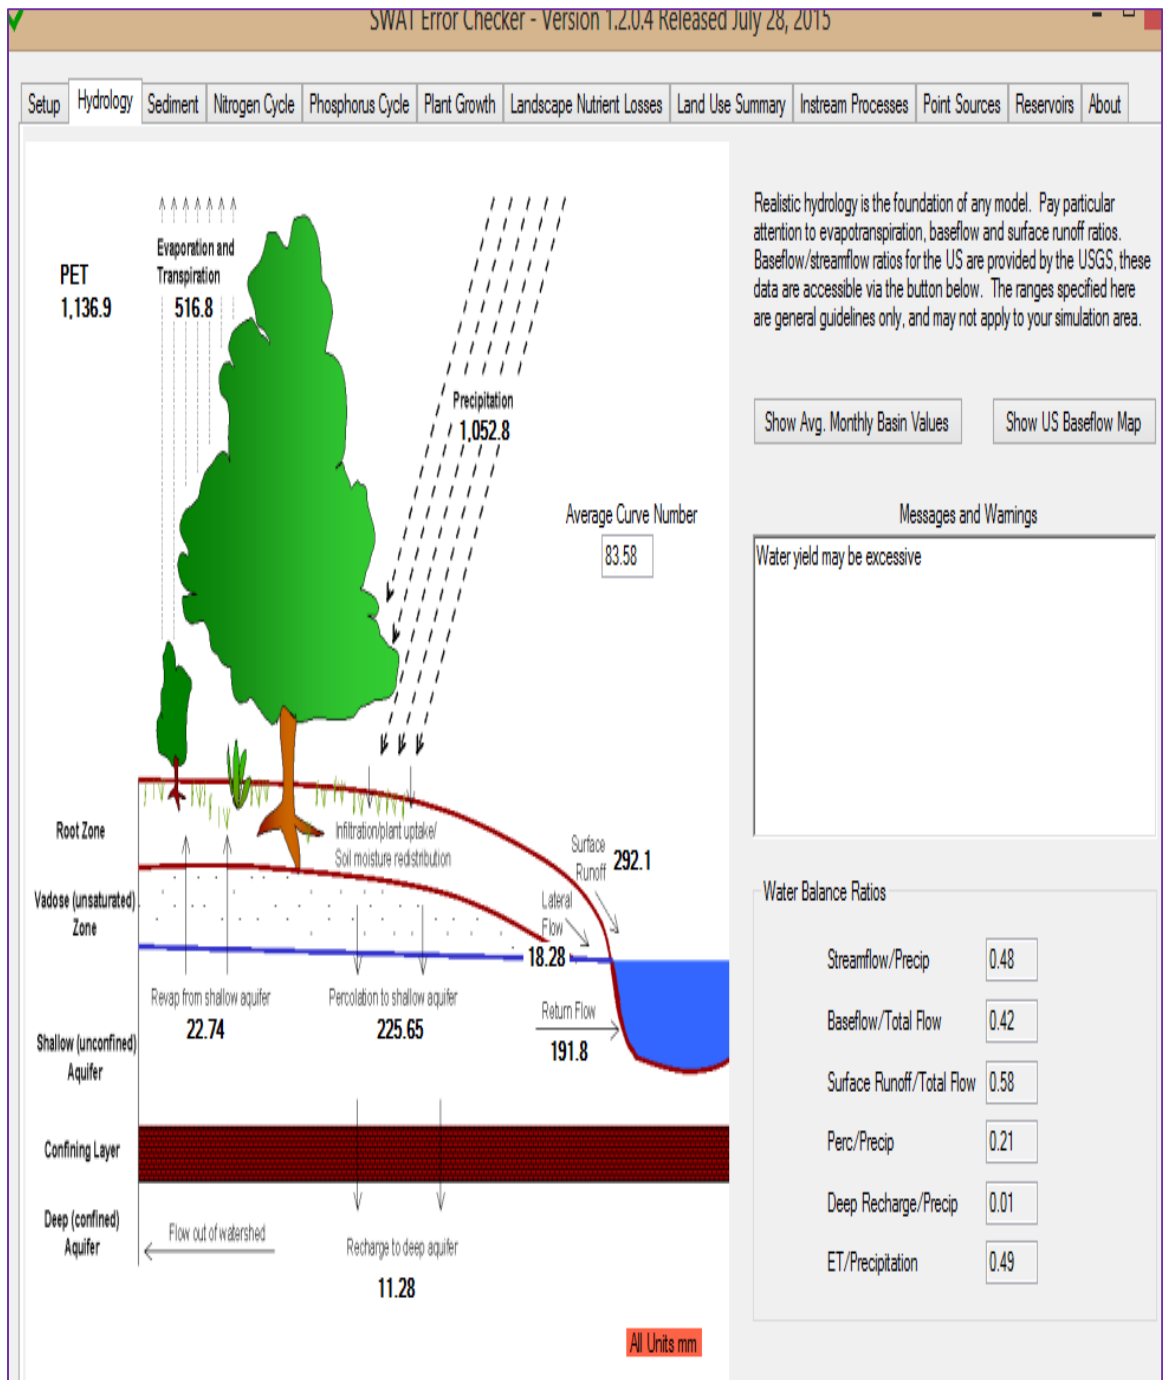 SWAT Error Checker - Version 1.2.0.4 Released July 28, 2015
Setup
Hydrology
Sediment
Nitrogen Cycle
Phosphorus Cycle
Plant Growth
Landscape Nutrient Losses
Land Use Summary
Instream Processes
Point Sources
Reservoirs
About
PET
1,136.9
Evaporation and
Transpiration
516.8
Precipitation
1,052.8
Average Curve Number
83.58
Root Zone
Infiltration/plant uptake/
Soil moisture redistribution
Surface
Runoff
292.1
Vadose (unsaturated)
Zone
Lateral
Flow
18.28
Revap from shallow aquifer
22.74
Percolation to shallow aquifer
225.65
Return Flow
191.8
Shallow (unconfined)
Aquifer
Confining Layer
Deep (confined)
Aquifer
Flow out of watershed
Recharge to deep aquifer
11.28
All Units mm
Realistic hydrology is the foundation of any model. Pay particular
attention to evapotranspiration, baseflow and surface runoff ratios.
Baseflow/streamflow ratios for the US are provided by the USGS, these
data are accessible via the button below. The ranges specified here
are general guidelines only, and may not apply to your simulation area.
Show Avg. Monthly Basin Values
Show US Baseflow Map
Messages and Warnings
Water yield may be excessive
Water Balance Ratios
Streamflow/Precip 0.48
Baseflow/Total Flow 0.42
Surface Runoff/Total Flow 0.58
Perc/Precip 0.21
Deep Recharge/Precip 0.01
ET/Precipitation 0.49